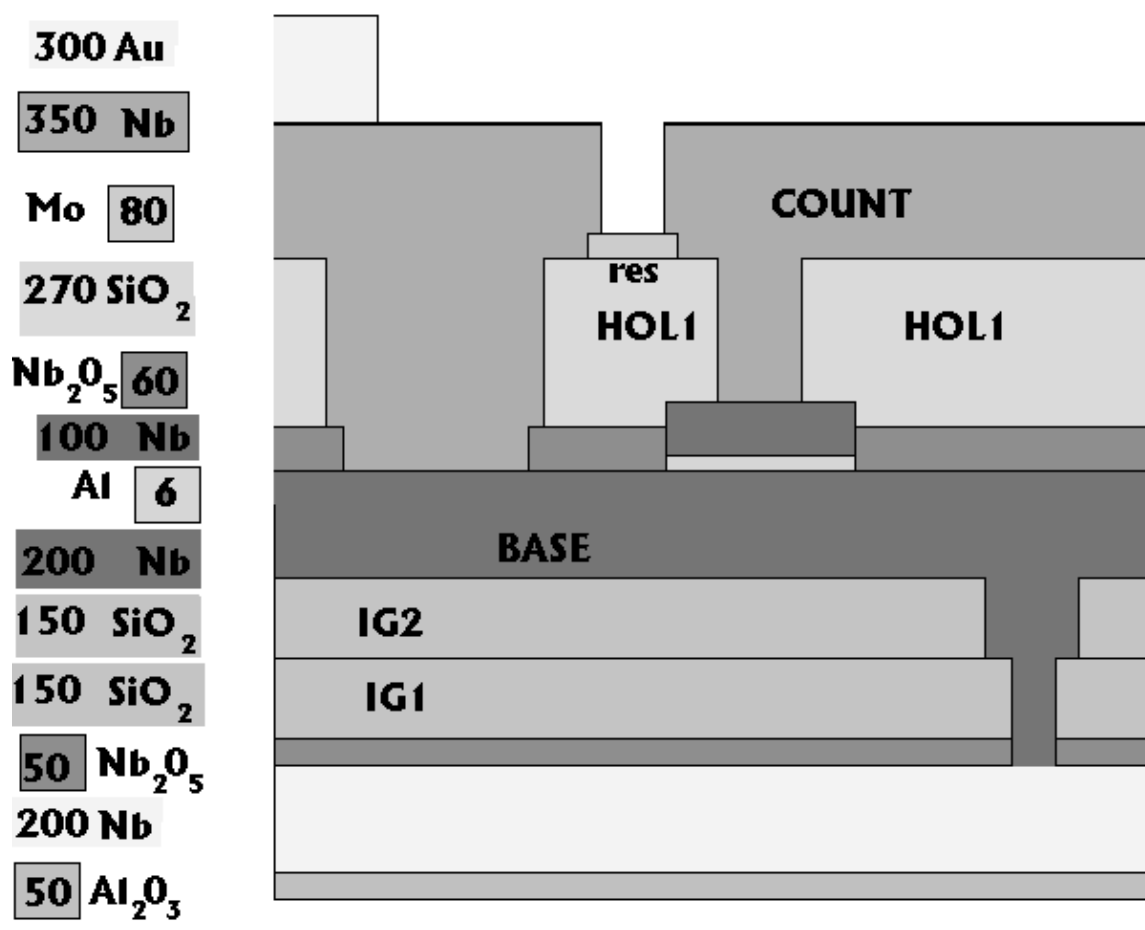 300 Au
350 Nb
Mo 80
COUNT
res
270 SiO₂
HOL1 HOL1
Nb₂O₅ 60
100 Nb
Al 6
200 Nb
BASE
150 SiO₂
IG2
150 SiO₂
IG1
50 Nb₂O₅
200 Nb
50 Al₂O₃